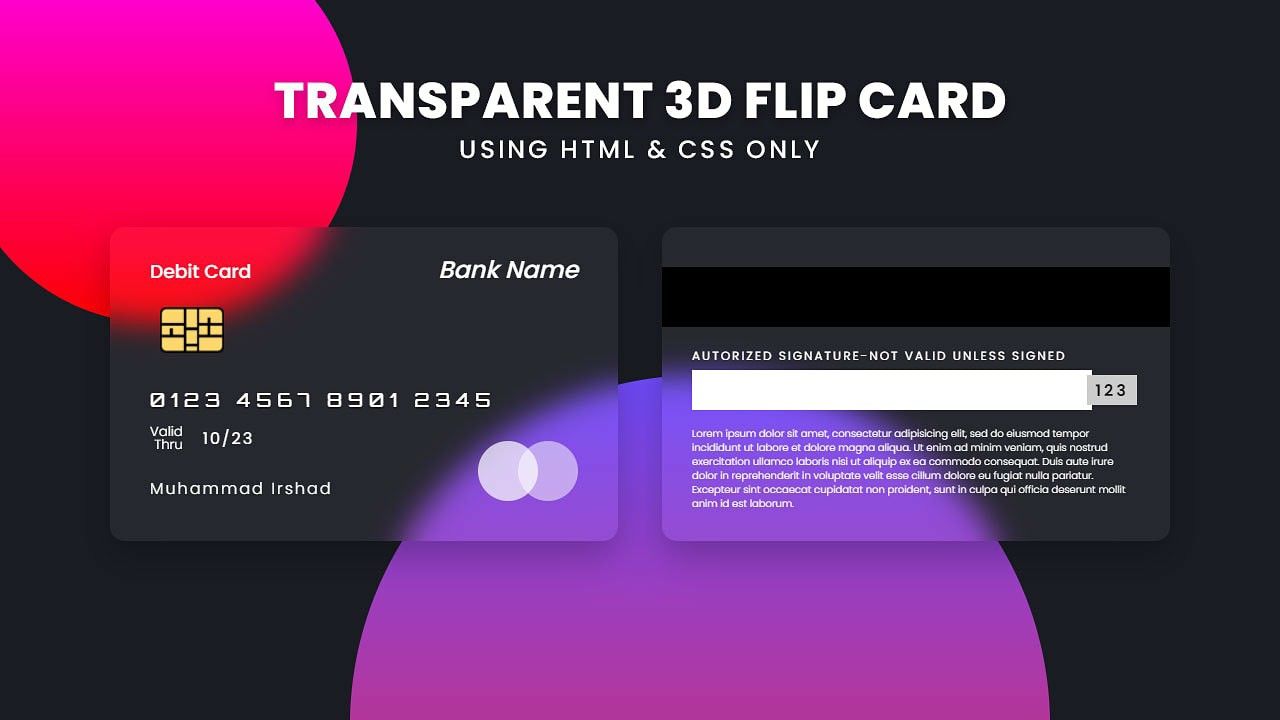 TRANSPARENT 3D FLIP CARD
USING HTML & CSS ONLY
Debit Card
Bank Name
0123 4567 8901 2345
Valid
Thru
10/23
Muhammad Irshad
AUTORIZED SIGNATURE-NOT VALID UNLESS SIGNED
123
Lorem ipsum dolor sit amet, consectetur adipisicing elit, sed do eiusmod tempor
incididunt ut labore et dolore magna aliqua. Ut enim ad minim veniam, quis nostrud
exercitation ullamco laboris nisi ut aliquip ex ea commodo consequat. Duis aute irure
dolor in reprehenderit in voluptate velit esse cillum dolore eu fugiat nulla pariatur.
Excepteur sint occaecat cupidatat non proident, sunt in culpa qui officia deserunt mollit
anim id est laborum.